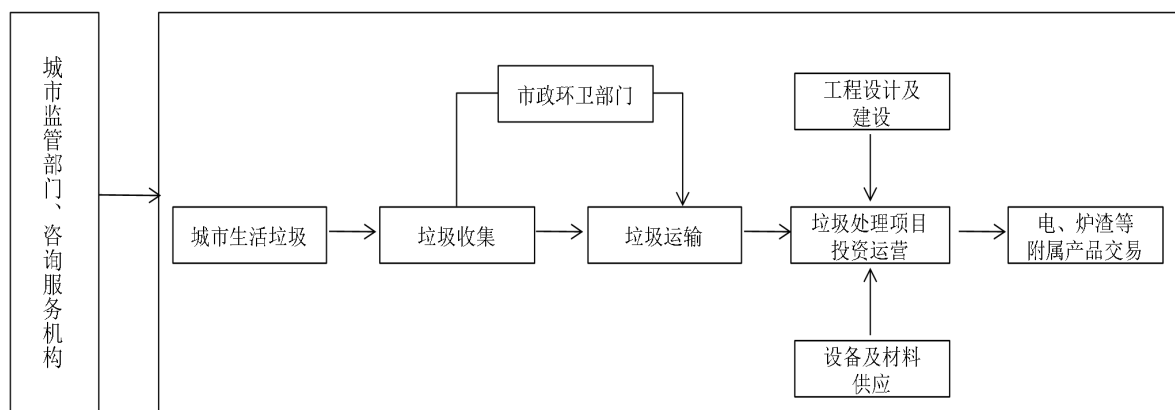 城市监管部门、咨询服务机构
市政环卫部门
工程设计及
建设
城市生活垃圾
垃圾收集
垃圾运输
垃圾处理项目
投资运营
电、炉渣等
附属产品交易
设备及材料
供应